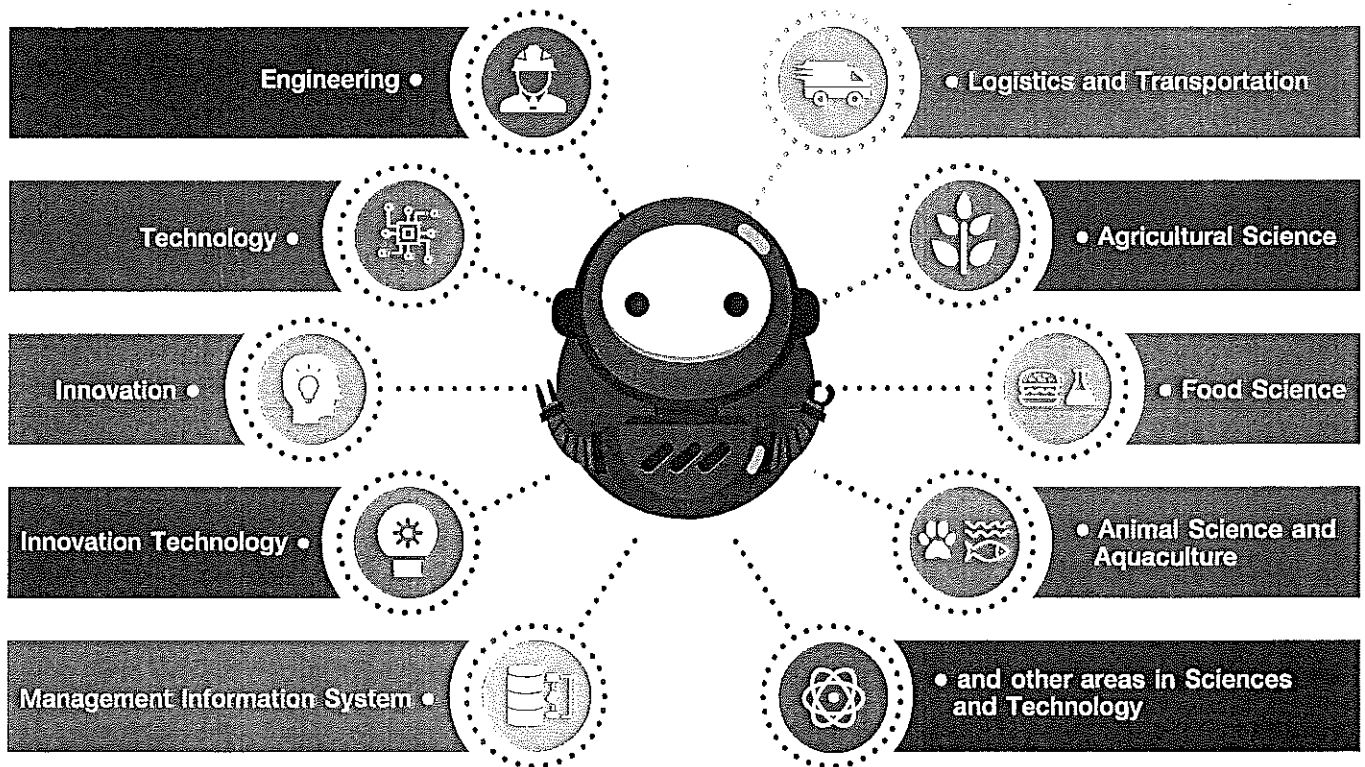 Engineering •
Technology •
Innovation •
Innovation Technology •
Management Information System •
• Logistics and Transportation
• Agricultural Science
• Food Science
• Animal Science and
Aquaculture
• and other areas in Sciences
and Technology